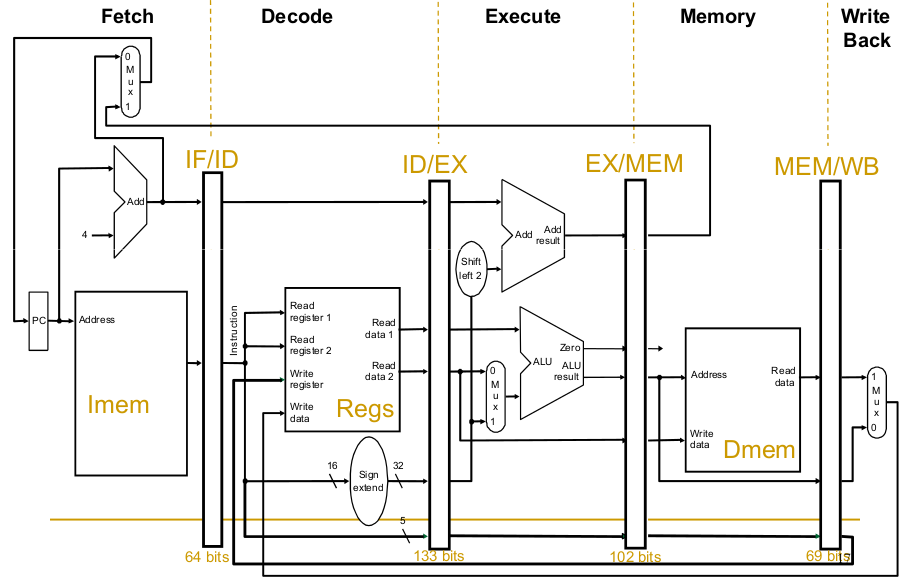 Fetch
Decode
Execute
Memory
Write
Back
0
M
u
x
1
IF/ID
ID/EX
EX/MEM
MEM/WB
Add
4
Add
Add
result
Shift
left 2
PC
Address
Imem
Instruction
Read
register 1
Read
register 2
Write
register
Write
data
Read
data 1
Read
data 2
Regs
0
M
u
x
1
Zero
ALU
ALU
result
Address
Read
data
Write
data
Dmem
1
M
u
x
0
16
Sign
extend
32
5
64 bits
133 bits
102 bits
69 bits